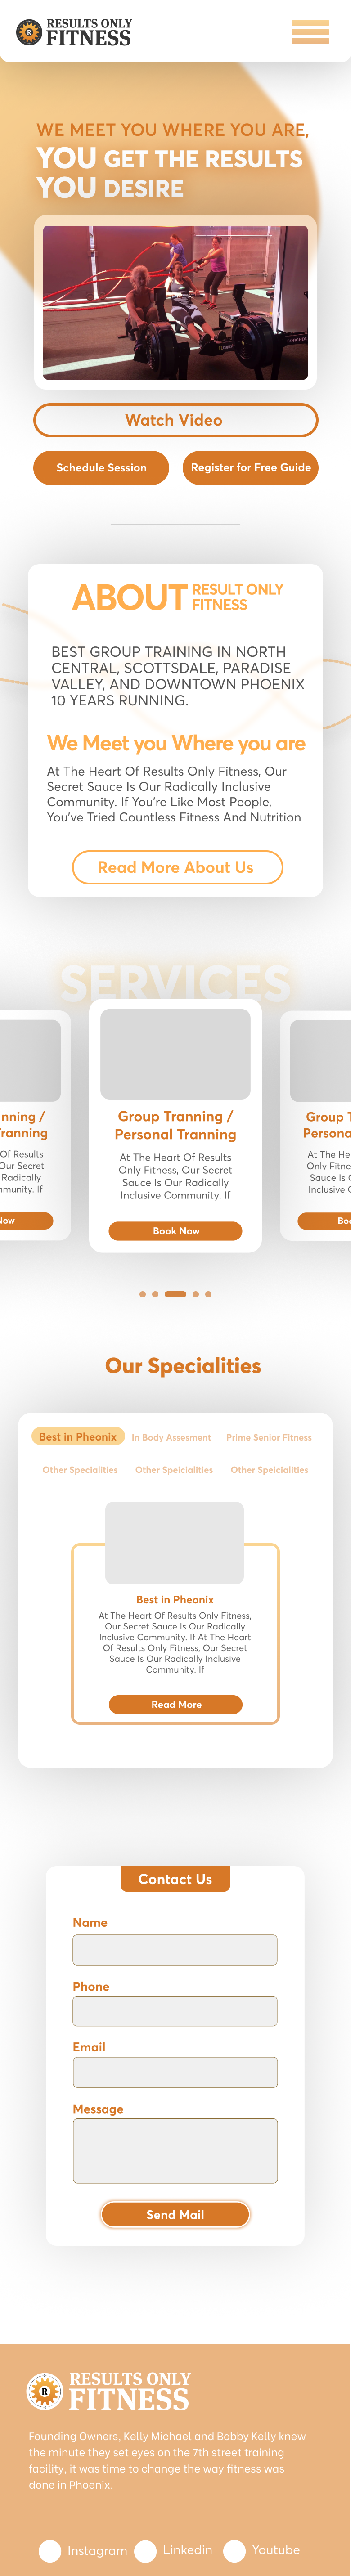 RESULTS ONLY
FITNESS
WE MEET YOU WHERE YOU ARE,
YOU GET THE RESULTS
YOU DESIRE
Watch Video
Schedule Session
Register for Free Guide
ABOUT RESULT ONLY
FITNESS
BEST GROUP TRAINING IN NORTH
CENTRAL, SCOTTSDALE, PARADISE
VALLEY, AND DOWNTOWN PHOENIX
10 YEARS RUNNING.
We Meet you Where you are
At The Heart Of Results Only Fitness, Our
Secret Sauce Is Our Radically Inclusive
Community. If You're Like Most People,
You've Tried Countless Fitness And Nutrition
Read More About Us
SERVICES
nning /
Tranning
Of Results
Our Secret
Radically
munity. If
Now
Group Tranning /
Personal Tranning
At The Heart Of Results
Only Fitness, Our Secret
Sauce Is Our Radically
Inclusive Community. If
Book Now
Group T
Persona
At The He
Only Fitne
Sauce Is
Inclusive
Boo
Our Specialities
Best in Pheonix
In Body Assesment
Prime Senior Fitness
Other Specialities
Other Speicialities
Other Speicialities
Best in Pheonix
At The Heart Of Results Only Fitness,
Our Secret Sauce Is Our Radically
Inclusive Community. If At The Heart
Of Results Only Fitness, Our Secret
Sauce Is Our Radically Inclusive
Community. If
Read More
Contact Us
Name
Phone
Email
Message
Send Mail
R
RESULTS ONLY
FITNESS
Founding Owners, Kelly Michael and Bobby Kelly knew
the minute they set eyes on the 7th street training
facility, it was time to change the way fitness was
done in Phoenix.
Instagram
Linkedin
Youtube